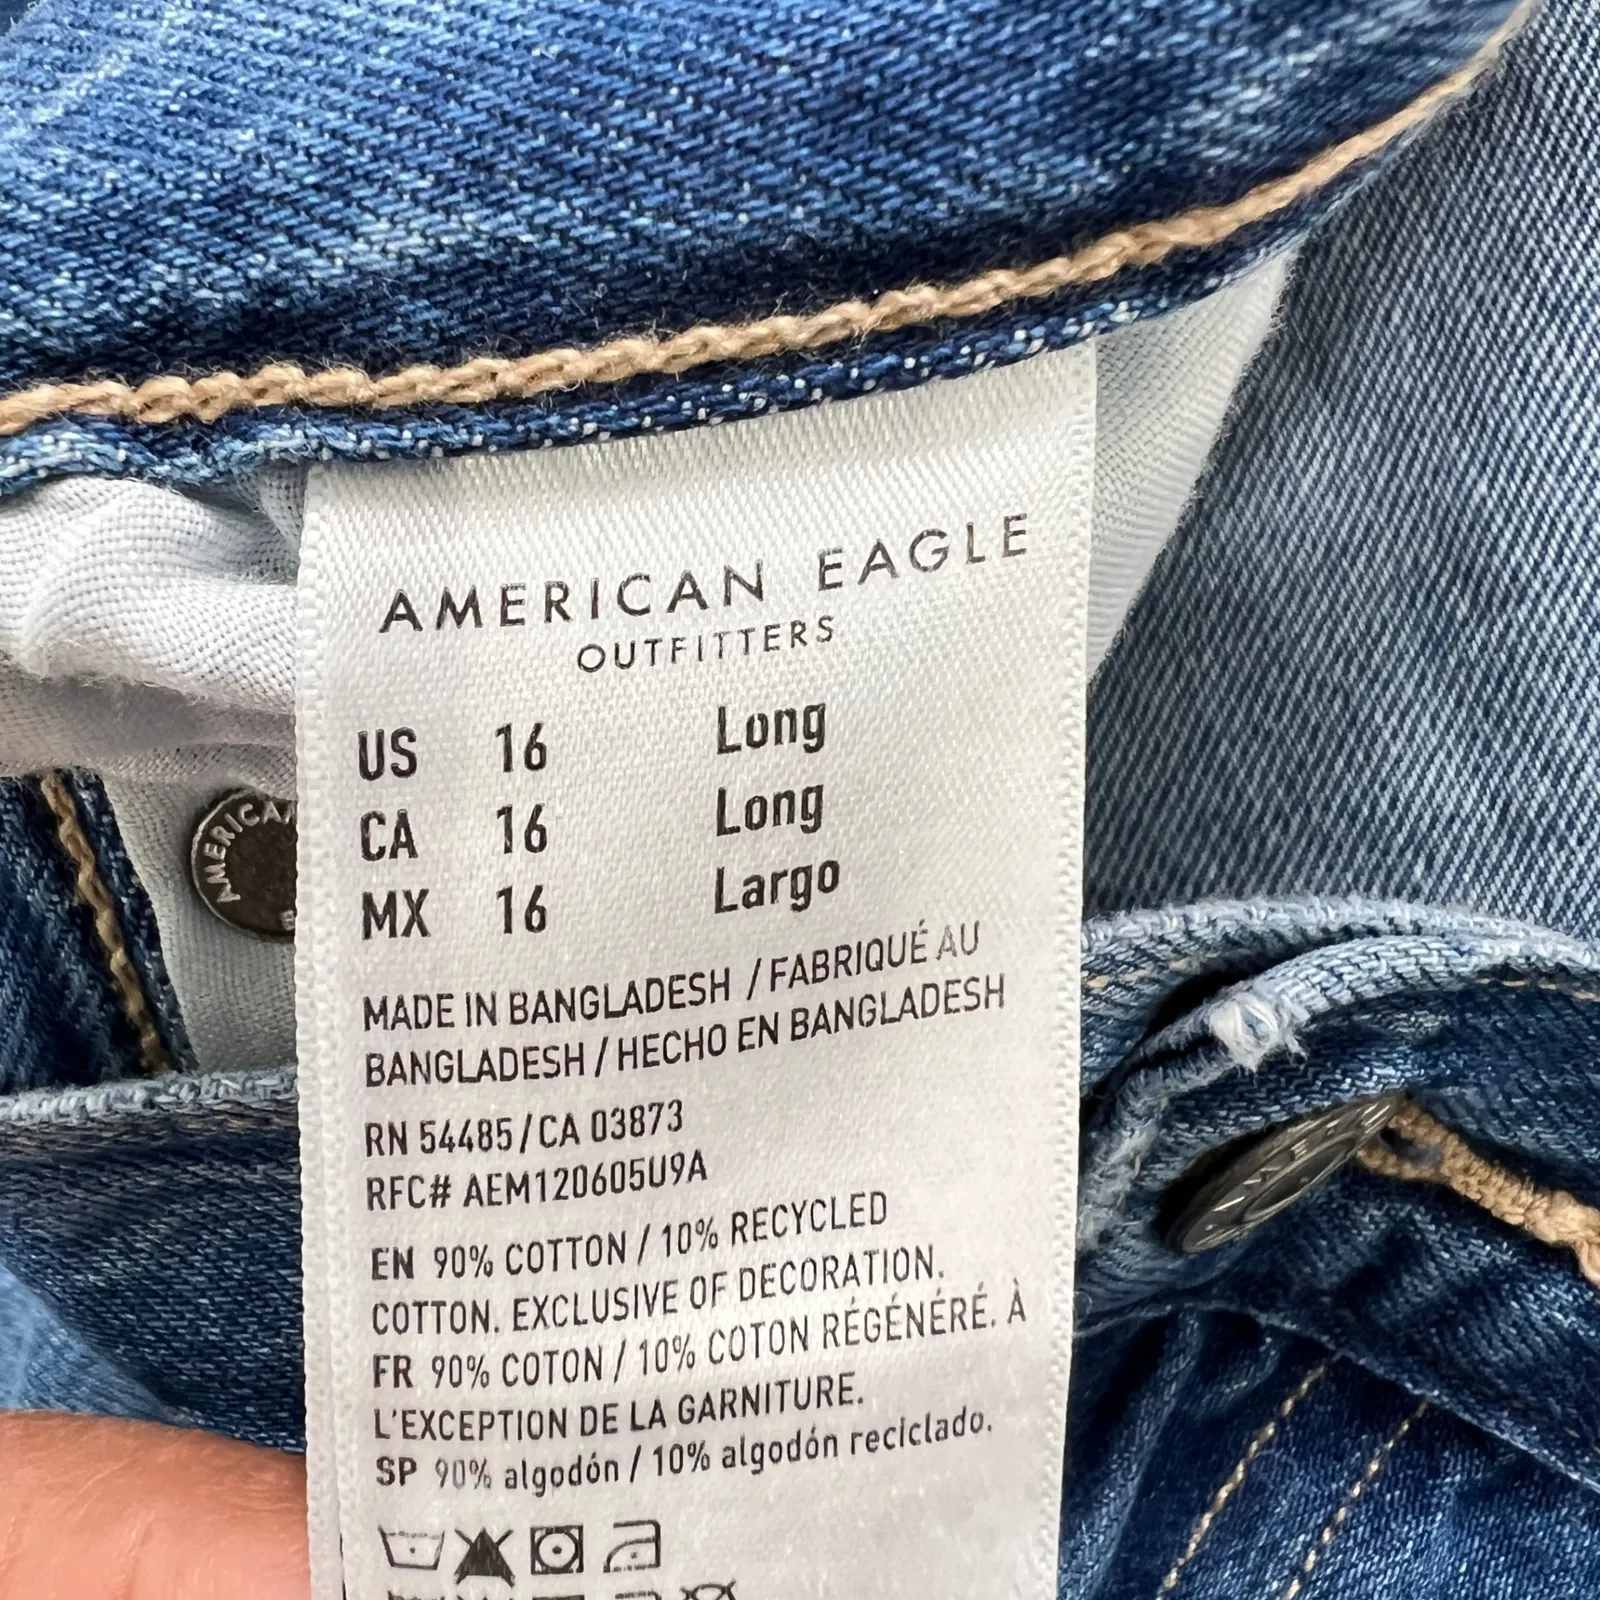 AMERICAN EAGLE
OUTFITTERS
US 16 Long
CA 16 Long
MX 16 Largo
MADE IN BANGLADESH / FABRIQUÉ AU
BANGLADESH / HECHO EN BANGLADESH
RN 54485 / CA 03873
RFC# AEM120605U9A
EN 90% COTTON / 10% RECYCLED
COTTON. EXCLUSIVE OF DECORATION.
FR 90% COTON / 10% COTON RÉGÉNÉRÉ. À
L'EXCEPTION DE LA GARNITURE.
SP 90% algodón / 10% algodón reciclado.
AMERICA